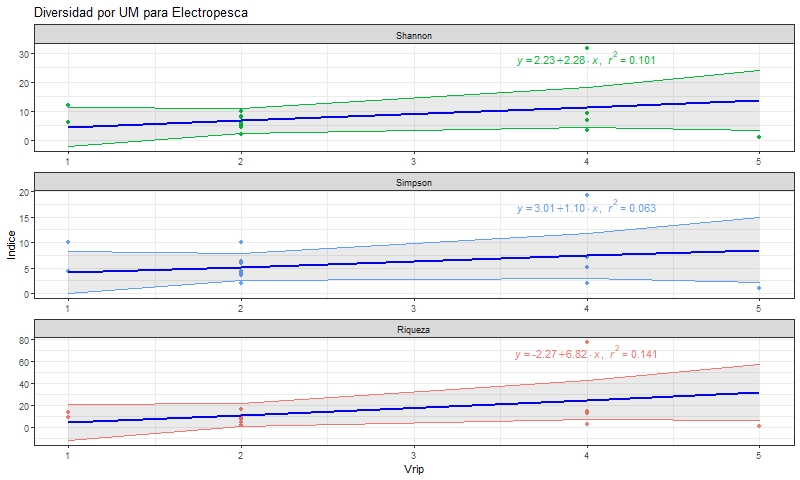 Diversidad por UM para Electropesca
Shannon
y = 2.23+2.28 · x, r² = 0.101
30
20
10
0
1 2 3 4 5
Simpson
y = 3.01+1.10 · x, r² = 0.063
20
15
10
5
0
Indice
1 2 3 4 5
Riqueza
y = -2.27+6.82 · x, r² = 0.141
80
60
40
20
0
1 2 3 4 5
Vrip